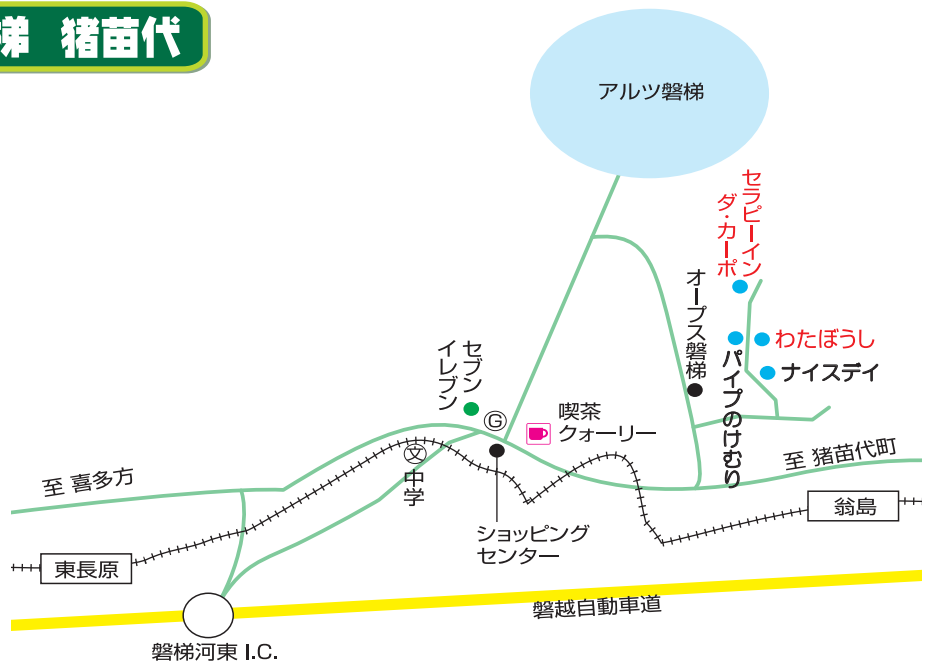 梯 猪苗代
アルツ磐梯
セラピーイン
ダ・カーポ
オープス磐梯
わたぼうし
パイプのけむり
ナイスデイ
セブン
イレブン
G
喫茶
クォーリー
文
中学
至 喜多方
至 猪苗代町
翁島
ショッピング
センター
東長原
磐越自動車道
磐梯河東 I.C.